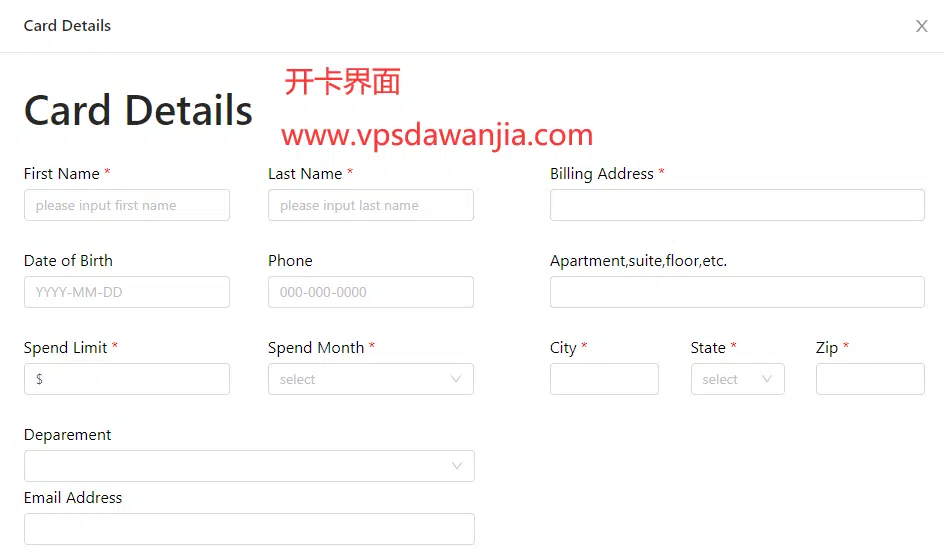 Card Details
X
开卡界面
Card Details
www.vpsdawanjia.com
First Name *
Last Name *
Billing Address *
please input first name
please input last name
Date of Birth
Phone
Apartment,suite,floor,etc.
YYYY-MM-DD
000-000-0000
Spend Limit *
Spend Month *
City *
State *
Zip *
$
select
select
Deparement
Email Address